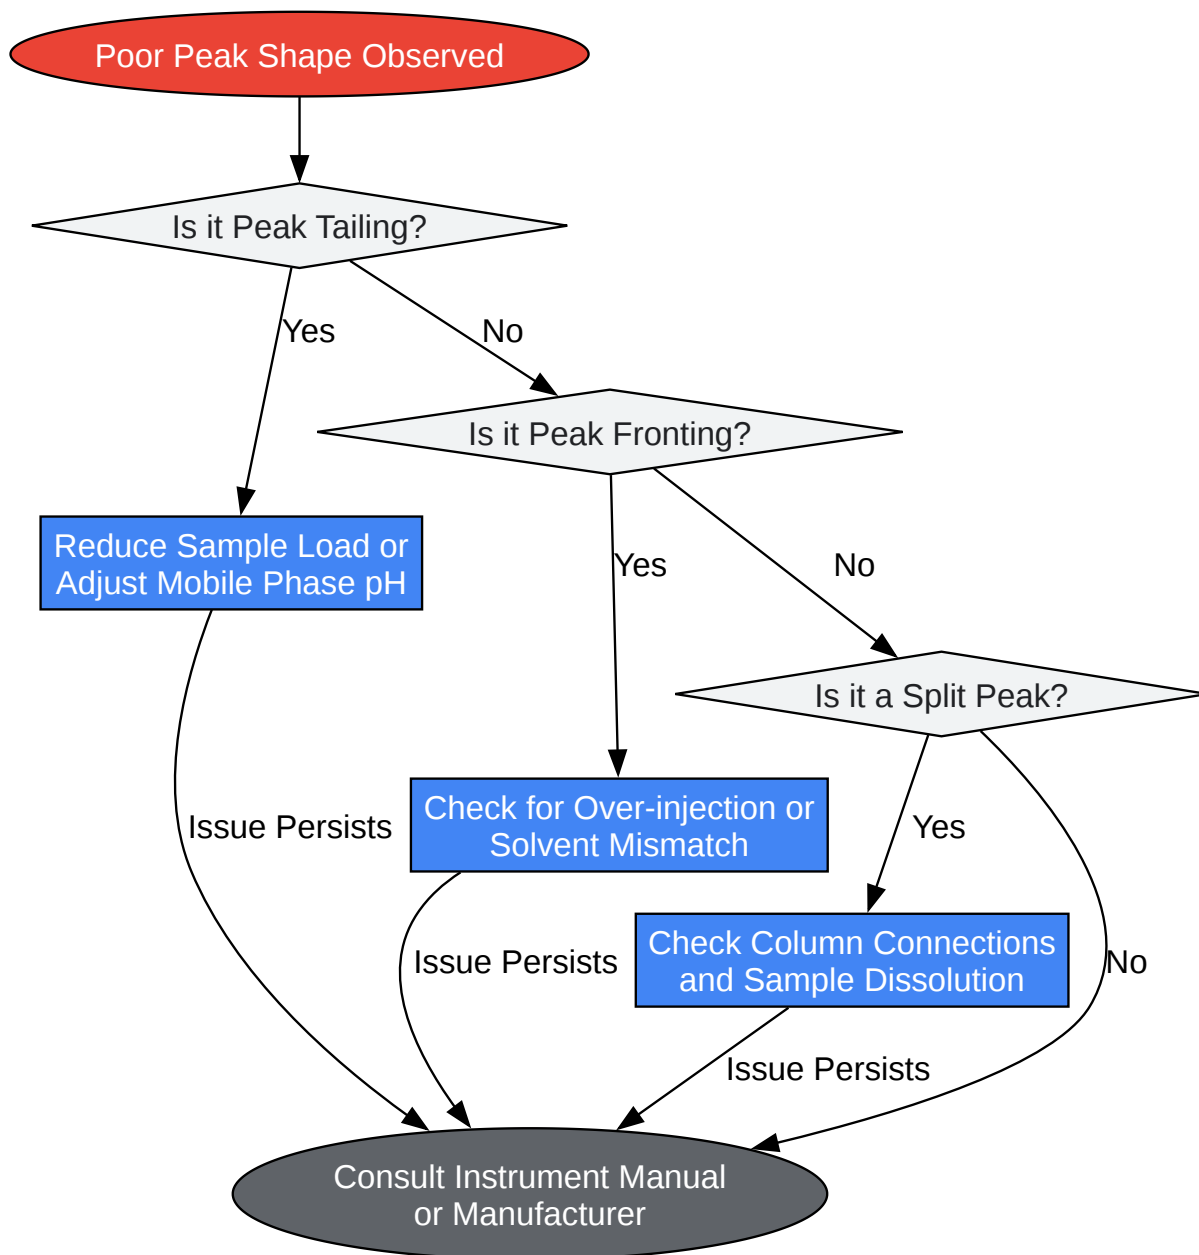 Poor Peak Shape Observed
Is it Peak Tailing?
Yes
No
Is it Peak Fronting?
Reduce Sample Load or
Adjust Mobile Phase pH
Yes
No
Is it a Split Peak?
Issue Persists
Check for Over-injection or
Solvent Mismatch
Yes
Issue Persists
Check Column Connections
and Sample Dissolution
No
Issue Persists
Consult Instrument Manual
or Manufacturer